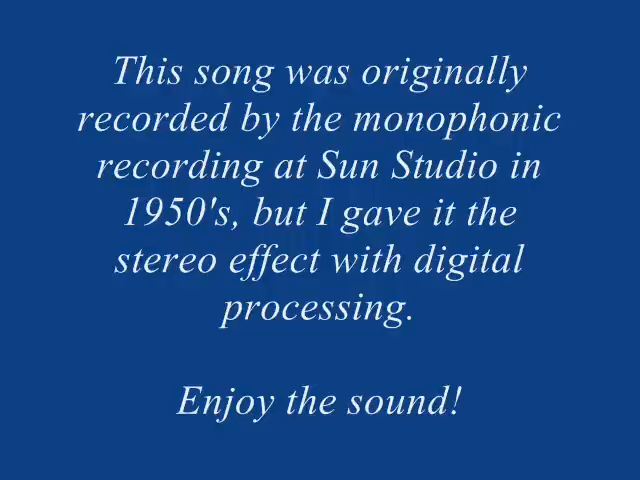 This song was originally
recorded by the monophonic
recording at Sun Studio in
1950's, but I gave it the
stereo effect with digital
processing.
Enjoy the sound!